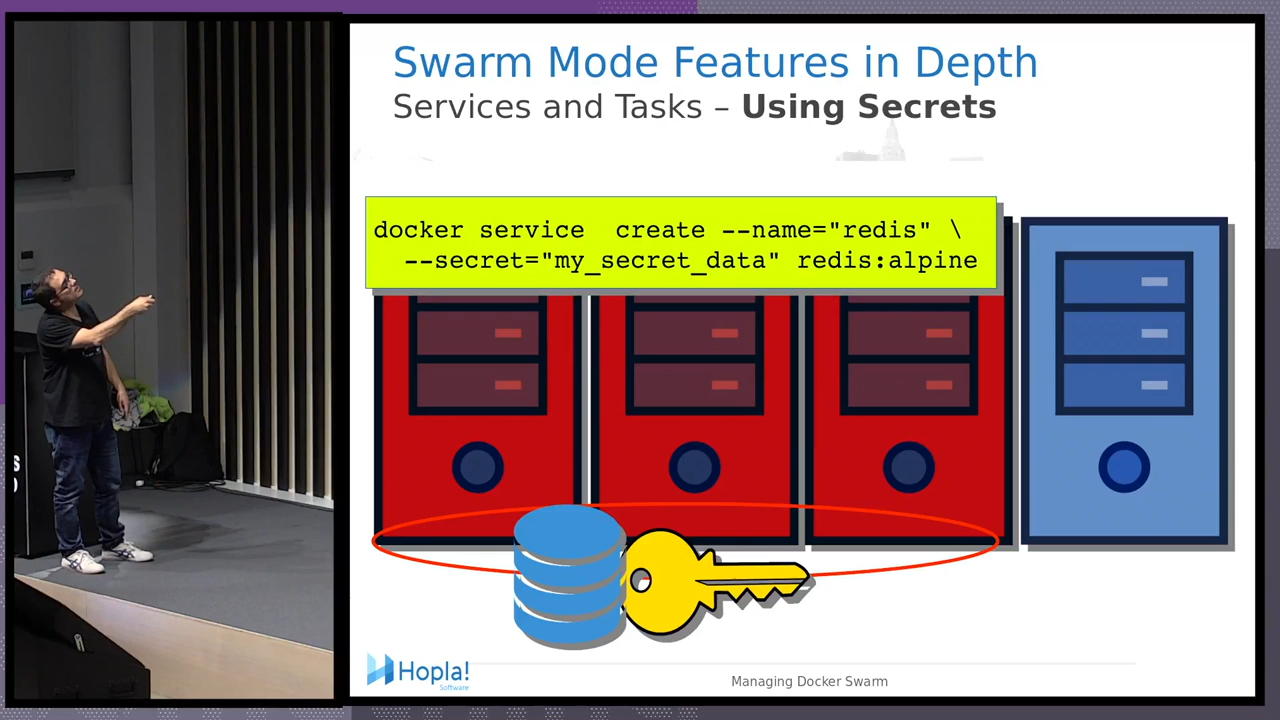 Swarm Mode Features in Depth
Services and Tasks – Using Secrets
docker service  create --name="redis" \
--secret="my_secret_data" redis:alpine
Hopla!
Software
Managing Docker Swarm